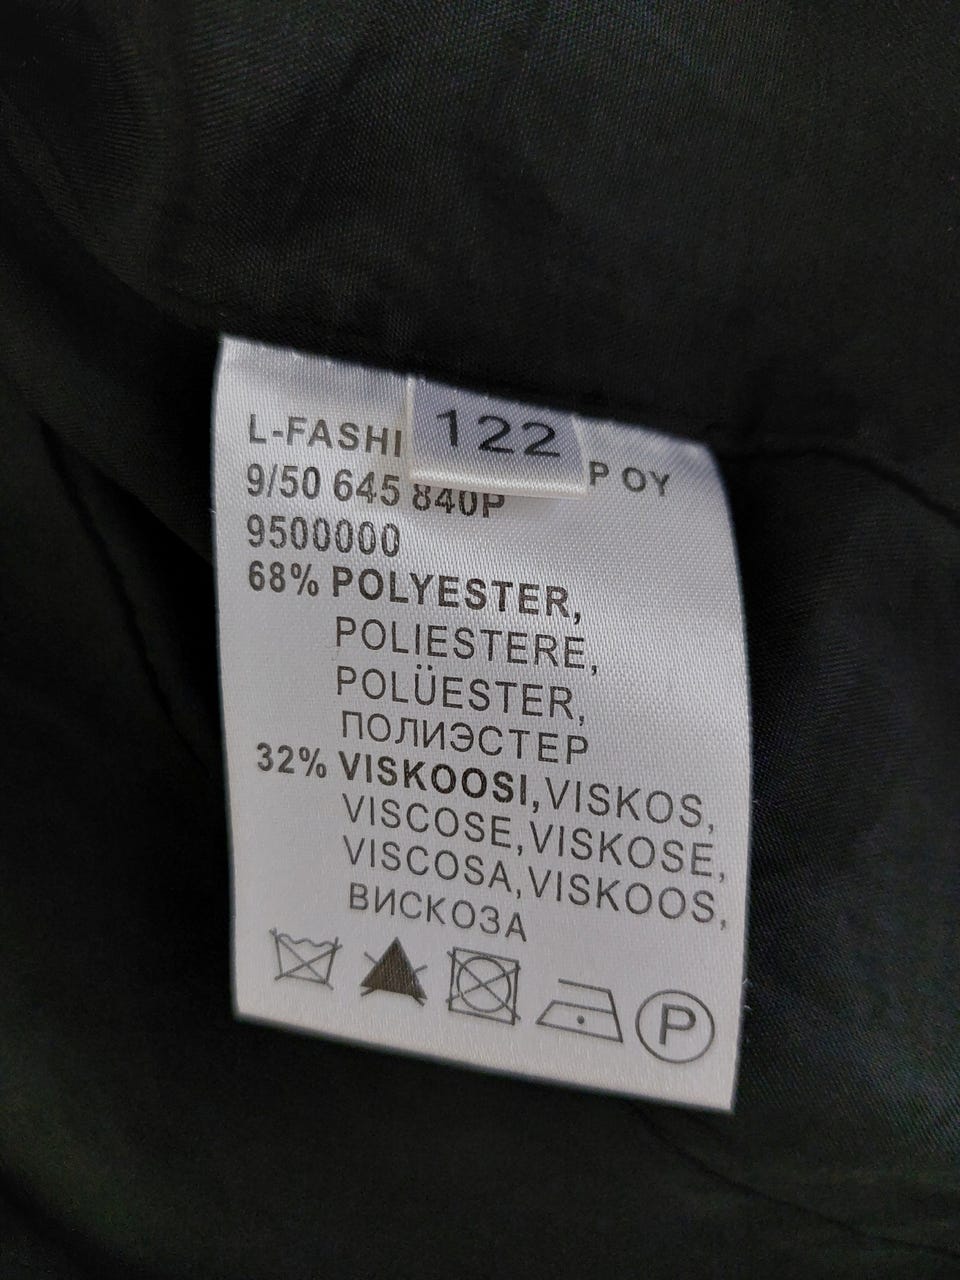 122
L-FASHI P OY
9/50 645 840P
9500000
68% POLYESTER,
POLIESTERE,
POLÜESTER,
ПОЛИЭСТЕР
32% VISKOOSI, VISKOS,
VISCOSE, VISKOSE,
VISCOSA, VISKOOS,
ВИСКОЗА
P